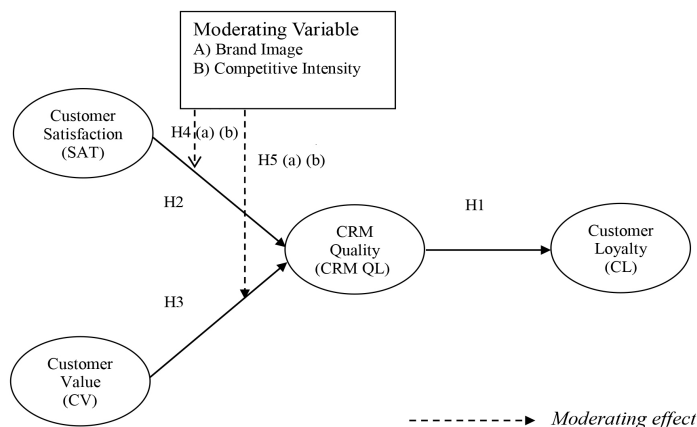 Moderating Variable
A) Brand Image
B) Competitive Intensity
Customer
Satisfaction
(SAT)
H4 (a) (b)
H5 (a) (b)
H2
H1
CRM
Quality
(CRM QL)
Customer
Loyalty
(CL)
H3
Customer
Value
(CV)
Moderating effect